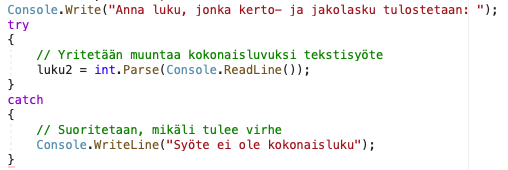 Console.Write("Anna luku, jonka kerto- ja jakolasku tulostetaan: ");
try
{
// Yritetään muuntaa kokonaisluvuksi tekstisyöte
luku2 = int.Parse(Console.ReadLine());
}
catch
{
// Suoritetaan, mikäli tulee virhe
Console.WriteLine("Syöte ei ole kokonaisluku");
}